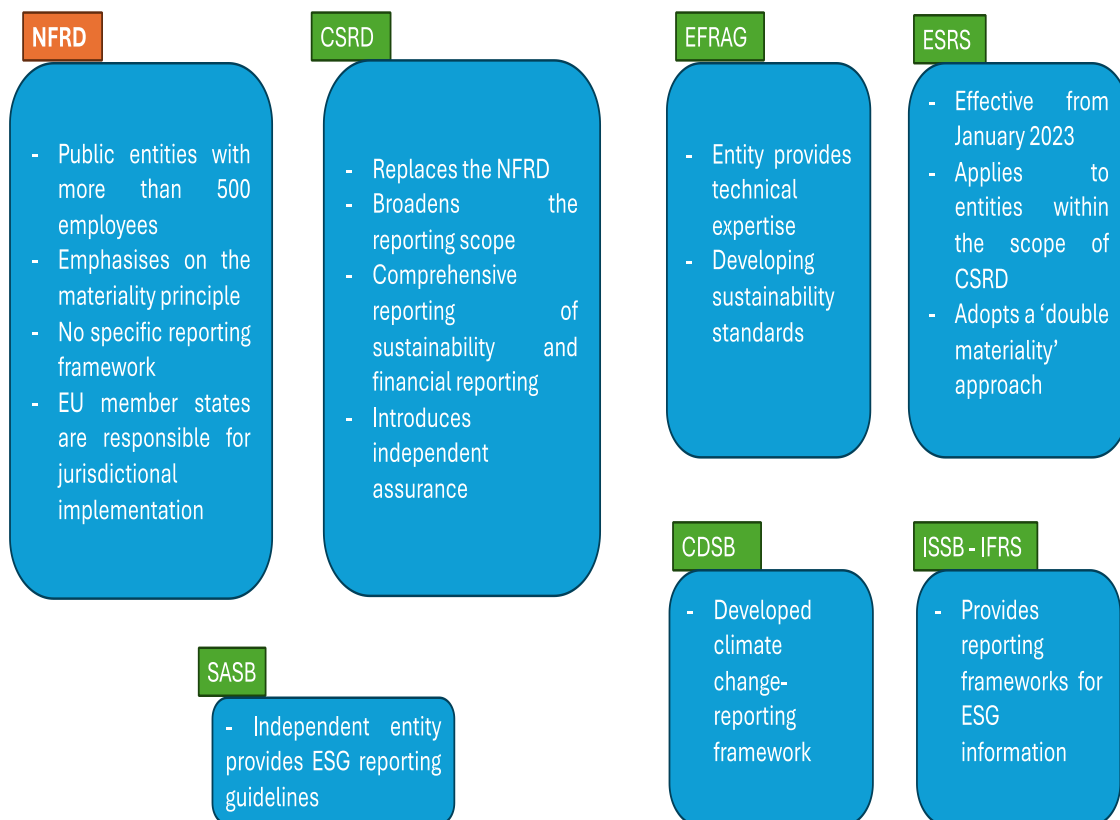 NFRD
- Public entities with
more than 500
employees
- Emphasises on the
materiality principle
- No specific reporting
framework
- EU member states
are responsible for
jurisdictional
implementation
CSRD
- Replaces the NFRD
- Broadens the
reporting scope
- Comprehensive
reporting of
sustainability and
financial reporting
- Introduces
independent
assurance
EFRAG
- Entity provides
technical
expertise
- Developing
sustainability
standards
ESRS
- Effective from
January 2023
- Applies to
entities within
the scope of
CSRD
- Adopts a ‘double
materiality’
approach
SASB
- Independent entity
provides ESG reporting
guidelines
CDSB
- Developed
climate
change-
reporting
framework
ISSB - IFRS
- Provides
reporting
frameworks for
ESG
information